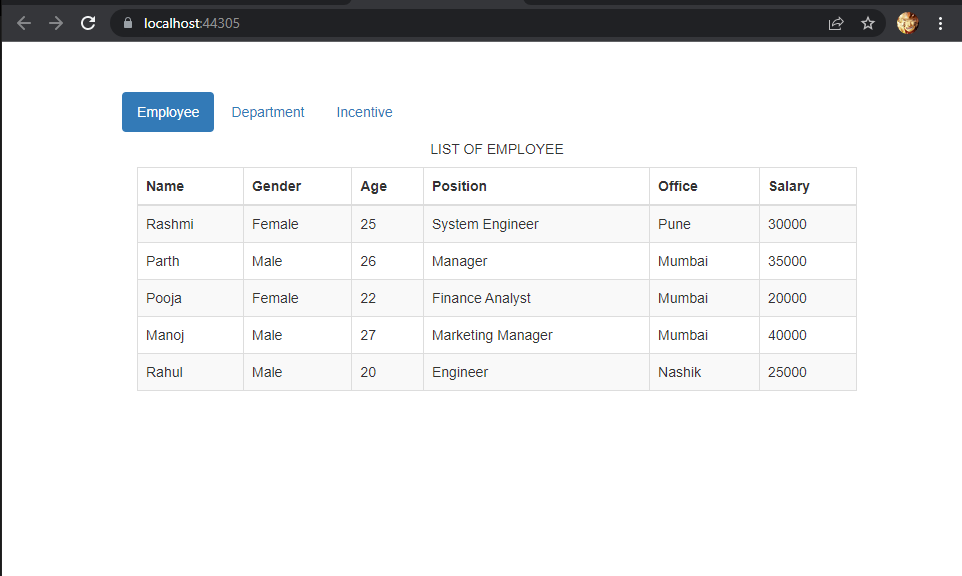 localhost:44305
Employee Department Incentive
LIST OF EMPLOYEE
Name Gender Age Position Office Salary
Rashmi Female 25 System Engineer Pune 30000
Parth Male 26 Manager Mumbai 35000
Pooja Female 22 Finance Analyst Mumbai 20000
Manoj Male 27 Marketing Manager Mumbai 40000
Rahul Male 20 Engineer Nashik 25000